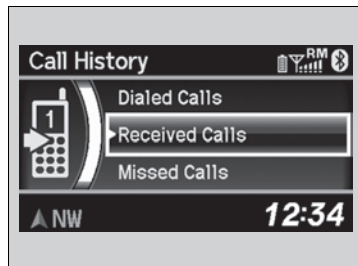 Call History
RM
1
Dialed Calls
Received Calls
Missed Calls
NW
12:34